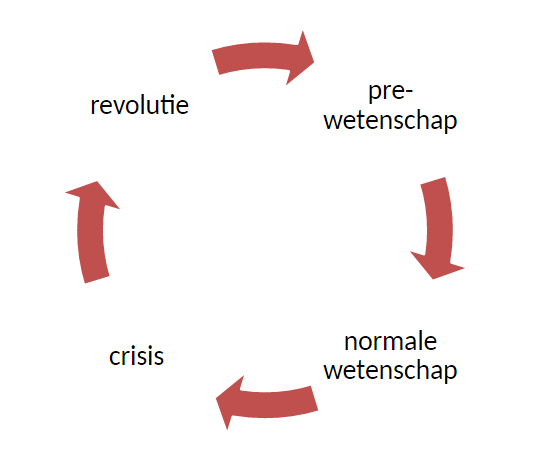 revolutie
pre-
wetenschap
normale
wetenschap
crisis